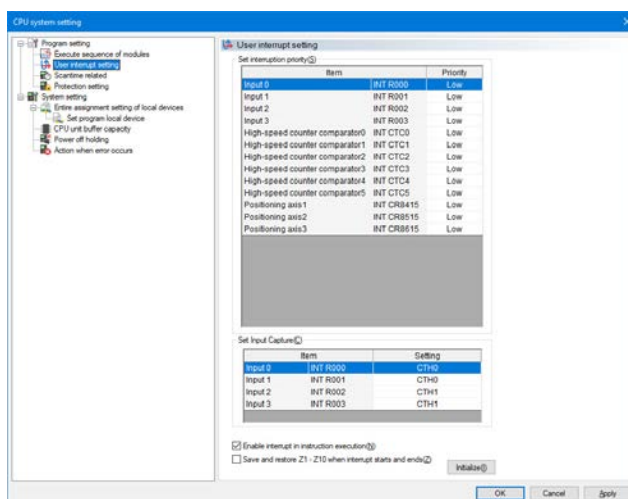 CPU system setting
Program setting
Execute sequence of modules
User interrupt setting
Scantime related
Protection setting
System setting
Entire assignment setting of local devices
Set program local device
CPU unit buffer capacity
Power off holding
Action when error occurs
User interrupt setting
Set interruption priority(S)
Item Priority
Input 0 INT R000 Low
Input 1 INT R001 Low
Input 2 INT R002 Low
Input 3 INT R003 Low
High-speed counter comparator0 INT CTC0 Low
High-speed counter comparator1 INT CTC1 Low
High-speed counter comparator2 INT CTC2 Low
High-speed counter comparator3 INT CTC3 Low
High-speed counter comparator4 INT CTC4 Low
High-speed counter comparator5 INT CTC5 Low
Positioning axis1 INT CR8415 Low
Positioning axis2 INT CR8515 Low
Positioning axis3 INT CR8615 Low
Set Input Capture(C)
Item Setting
Input 0 INT R000 CTH0
Input 1 INT R001 CTH0
Input 2 INT R002 CTH1
Input 3 INT R003 CTH1
Enable interrupt in instruction execution(N)
Save and restore Z1 - Z10 when interrupt starts and ends(Z)
Initialize(I)
OK Cancel Apply